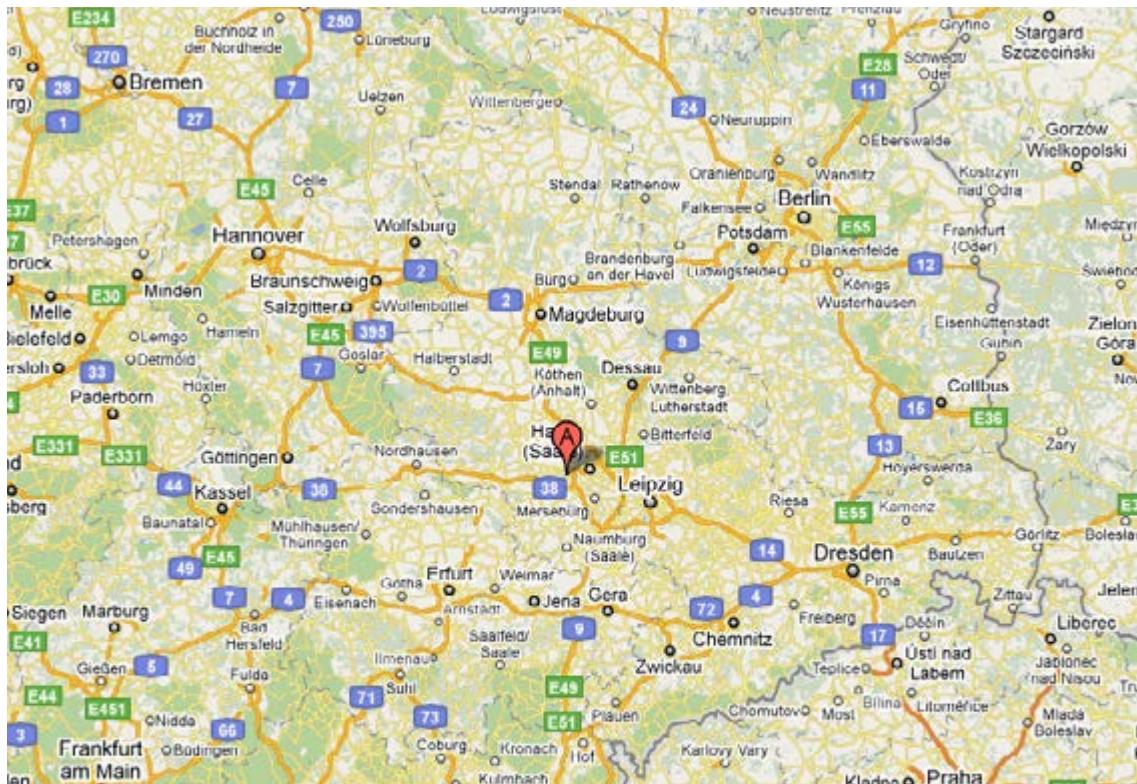 E234
250
Buchholz in
der Nordheide
Lüneburg
Ludwigslust
Neustrelitz
Prenzlau
Gryfino
Stargard
Szczeciński
270
Bremen
28
1
27
7
Uelzen
Wittenberge
24
Neuruppin
E28
11
Schwedt/
Oder
Eberswalde
Gorzów
Wielkopolski
E45
Celle
Stendal
Rathenow
Oranienburg
Wandlitz
Kostrzyn
nad Odrą
E37
Petershagen
Hannover
Wolfsburg
Falkensee
Berlin
E55
Potsdam
Blankenfelde
Frankfurt
(Oder)
Minden
E30
Melle
Braunschweig
2
Burg
Brandenburg
an der Havel
Ludwigsfelde
12
Königs
Wusterhausen
Salzgitter
Wolfenbüttel
2
Magdeburg
Eisenhüttenstadt
Lemgo
Hameln
E45
395
9
Detmold
Goslar
Halberstadt
E49
Guben
33
Höxter
7
Köthen
(Anhalt)
Dessau
Wittenberg,
Lutherstadt
Cottbus
Paderborn
15
E36
A
(Saale)
Bitterfeld
13
Żary
E331
E331
Göttingen
Nordhausen
E51
Hoyerswerda
44
Kassel
38
38
Leipzig
Merseburg
Riesa
Kamenz
Baunatal
Sondershausen
E55
Mühlhausen/
Thüringen
Naumburg
(Saale)
Görlitz
E45
49
14
Dresden
Bautzen
Erfurt
Weimar
Gotha
Jena
Gera
Pirna
Siegen
Marburg
7
4
Eisenach
Arnstadt
72
4
Freiberg
Zittau
Bad
Hersfeld
9
Chemnitz
17
Děčín
Liberec
E41
Saalfeld/
Saale
5
Ilmenau
Zwickau
Teplice
Ústí nad
Labem
Jablonec
nad Nisou
Gießen
Fulda
Suhl
E49
E44
E451
71
Plauen
Chomutov
Most
Bílina
Litoměřice
Nidda
66
73
E51
Mladá
Boleslav
3
Frankfurt
am Main
Büdingen
Coburg
Kronach
Hof
Karlovy Vary
Kulmbach
Praha